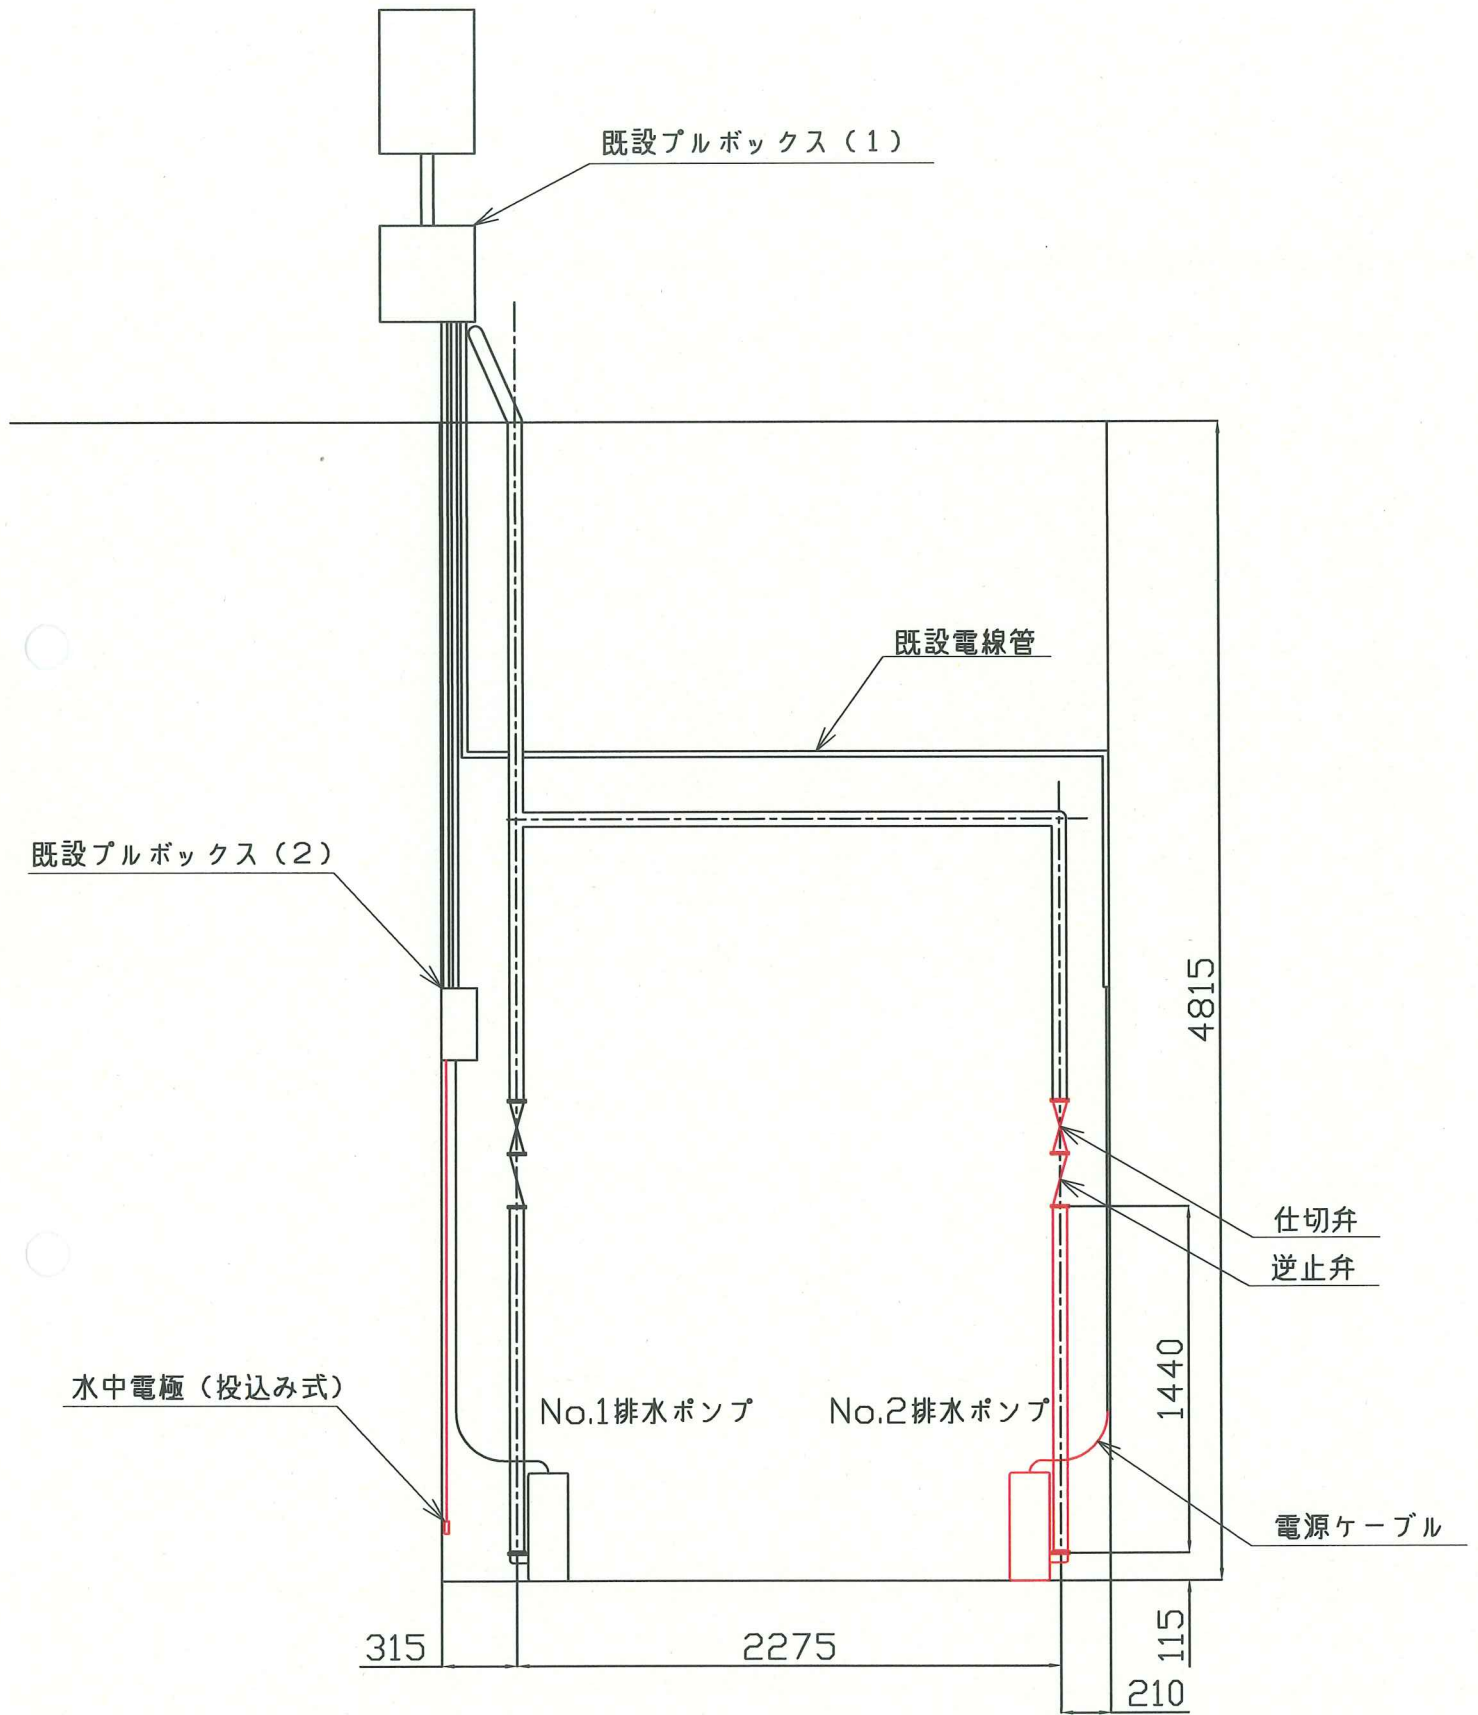 既設プルボックス（1）
既設電線管
既設プルボックス（2）
4815
仕切弁
逆止弁
1440
水中電極（投込み式）
No.1排水ポンプ
No.2排水ポンプ
電源ケーブル
315
2275
115
210